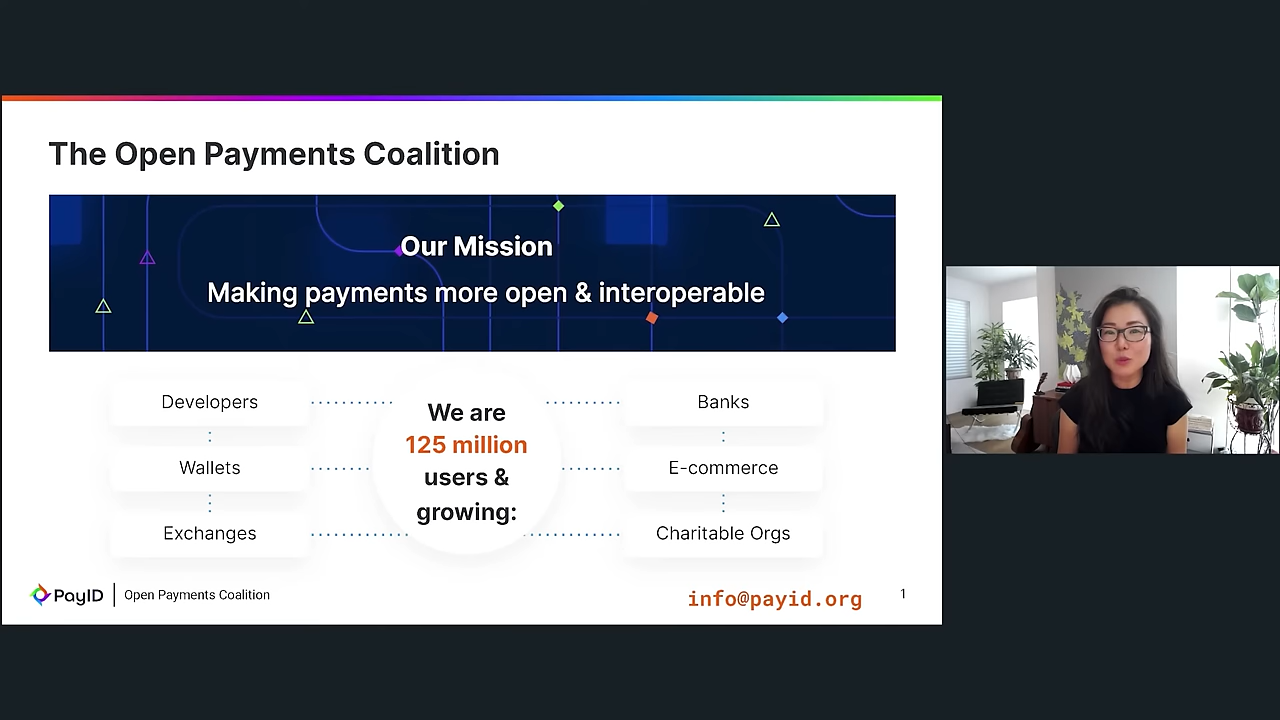 The Open Payments Coalition
Our Mission
Making payments more open & interoperable
Developers
Wallets
Exchanges
We are
125 million
users &
growing:
Banks
E-commerce
Charitable Orgs
PayID
Open Payments Coalition
info@payid.org
1